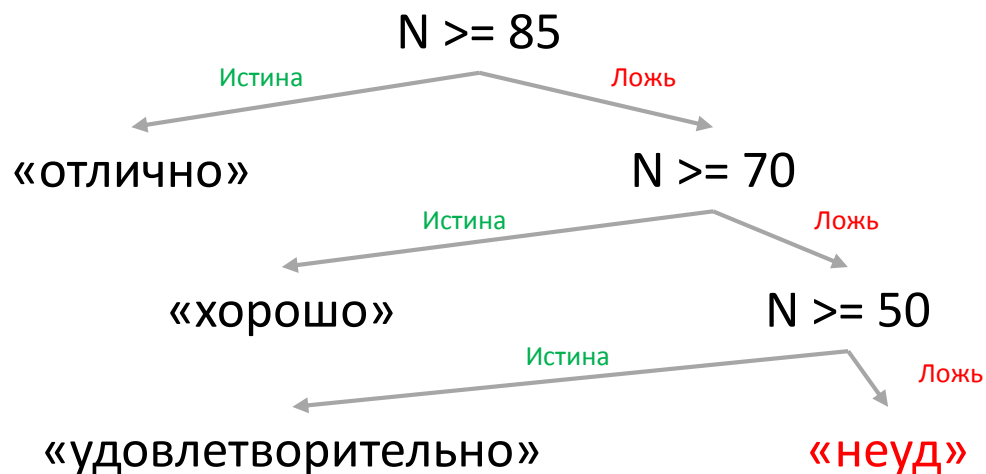 N >= 85
Истина
Ложь
«отлично»
N >= 70
Истина
Ложь
«хорошо»
N >= 50
Истина
Ложь
«удовлетворительно»
«неуд»